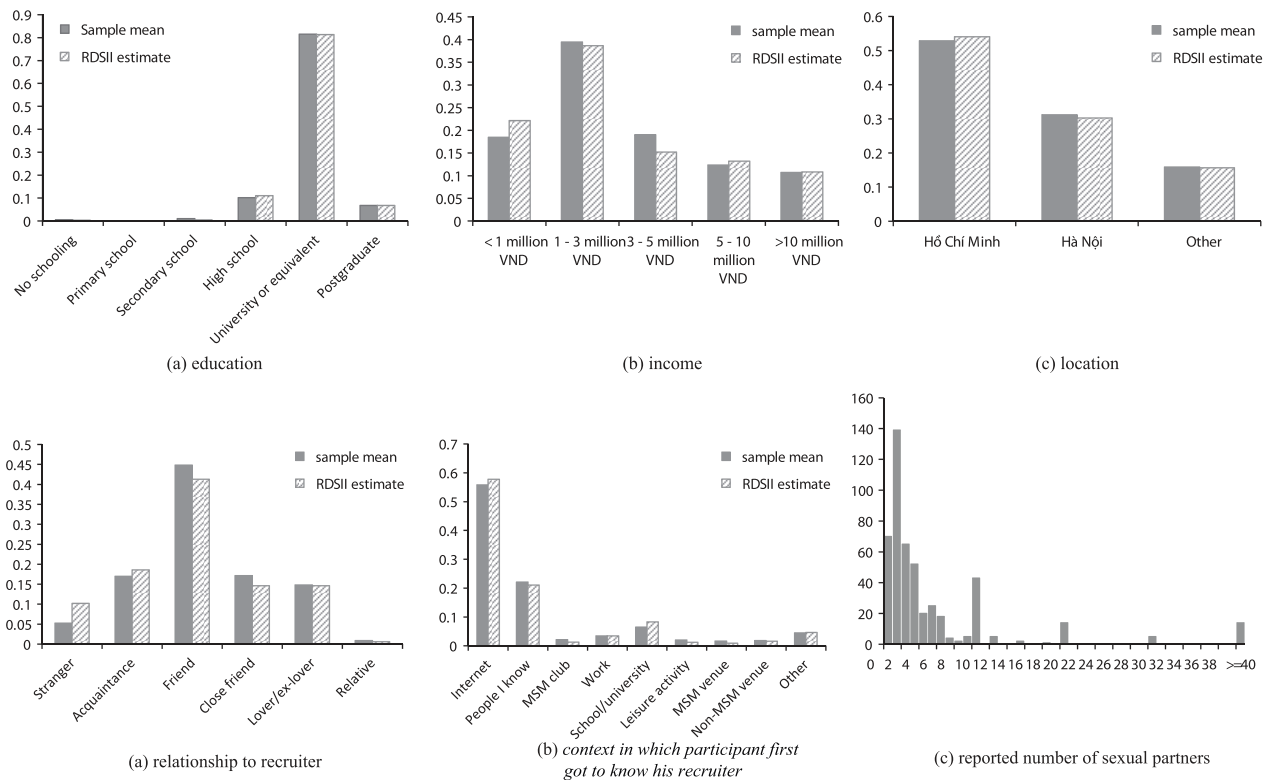 0.9
0.8
0.7
0.6
0.5
0.4
0.3
0.2
0.1
0
Sample mean
RDSII estimate
No schooling
Primary school
Secondary school
High school
University or equivalent
Postgraduate
(a) education
0.45
0.4
0.35
0.3
0.25
0.2
0.15
0.1
0.05
0
sample mean
RDSII estimate
< 1 million
VND
1 - 3 million
VND
3 - 5 million
VND
5 - 10
million
VND
>10 million
VND
(b) income
0.6
0.5
0.4
0.3
0.2
0.1
0
sample mean
RDSII estimate
Hồ Chí Minh
Hà Nội
Other
(c) location
0.5
0.45
0.4
0.35
0.3
0.25
0.2
0.15
0.1
0.05
0
sample mean
RDSII estimate
Stranger
Acquaintance
Friend
Close friend
Lover/ex-lover
Relative
(a) relationship to recruiter
0.7
0.6
0.5
0.4
0.3
0.2
0.1
0
sample mean
RDSII estimate
Internet
People I know
MSM club
Work
School/university
Leisure activity
MSM venue
Non-MSM venue
Other
(b) context in which participant first
got to know his recruiter
160
140
120
100
80
60
40
20
0
0 2 4 6 8 10 12 14 16 18 20 22 24 26 28 30 32 34 36 38 >=40
(c) reported number of sexual partners